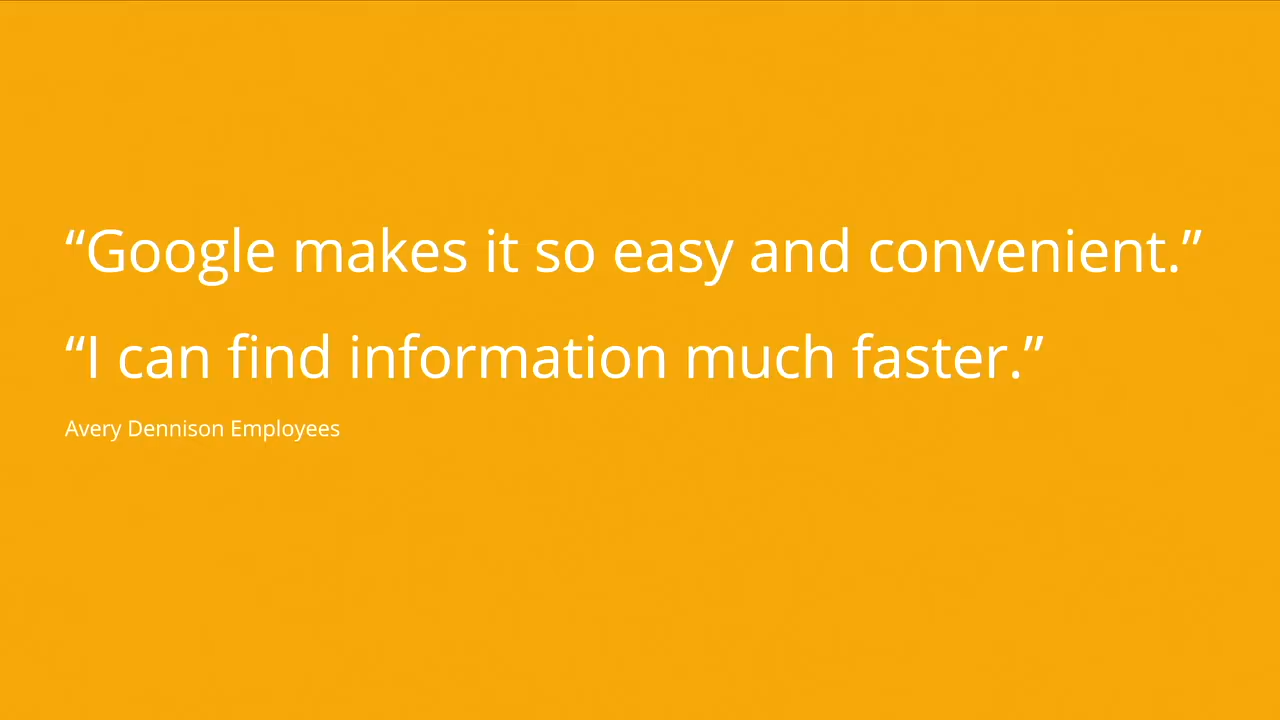 “Google makes it so easy and convenient.”
“I can find information much faster.”
Avery Dennison Employees